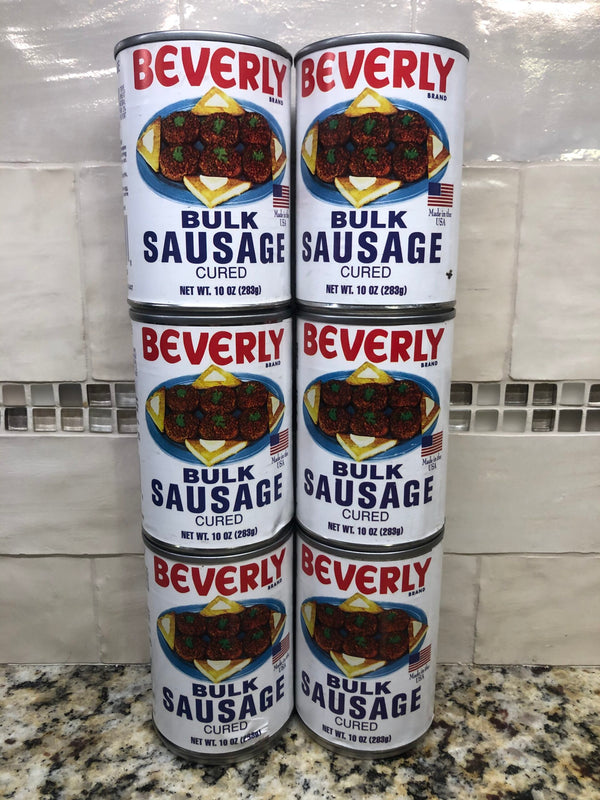 BEVERLY
BRAND
Made in the
USA
BULK
SAUSAGE
CURED
NET WT. 10 OZ (283g)
BEVERLY
BRAND
Made in the
USA
BULK
SAUSAGE
CURED
NET WT. 10 OZ (283g)
BEVERLY
BRAND
Made in the
USA
BULK
SAUSAGE
CURED
NET WT. 10 OZ (283g)
BEVERLY
BRAND
Made in the
USA
BULK
SAUSAGE
CURED
NET WT. 10 OZ (283g)
BEVERLY
BRAND
Made in the
USA
BULK
SAUSAGE
CURED
NET WT. 10 OZ (283g)
BEVERLY
BRAND
Made in the
USA
BULK
SAUSAGE
CURED
NET WT. 10 OZ (283g)